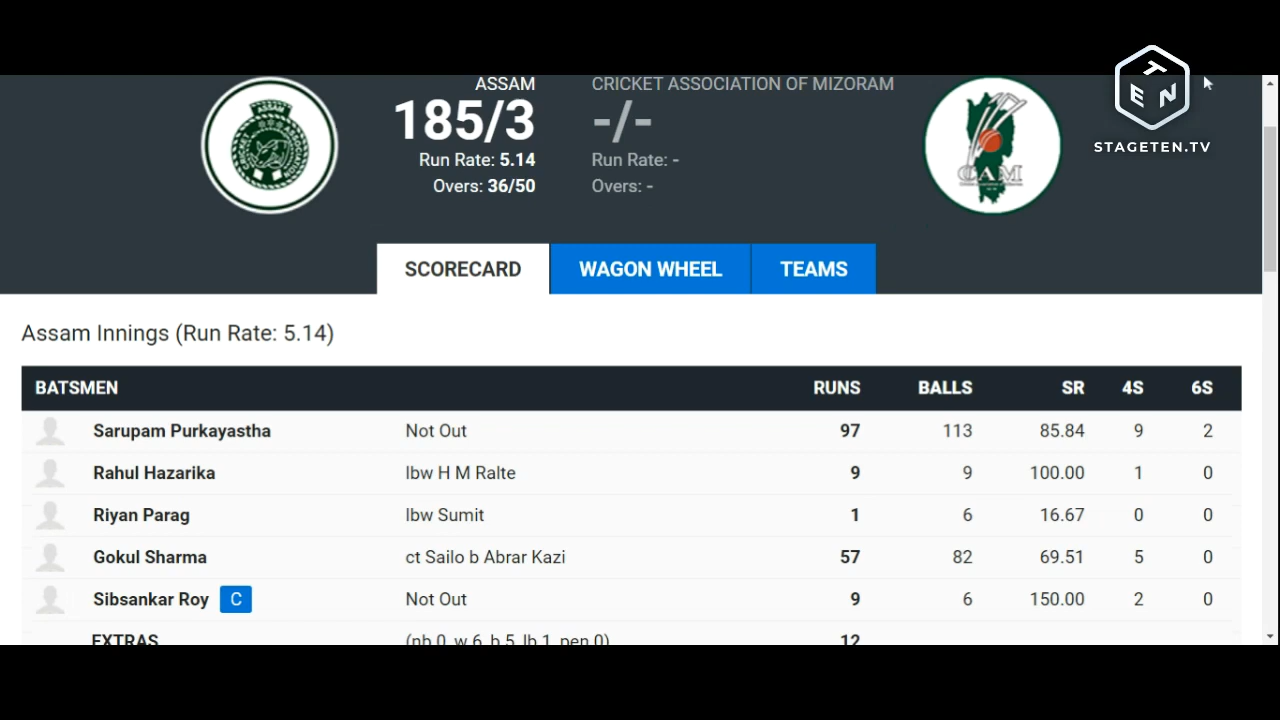 STAGETEN.TV
TEN
ASSAM
185/3
Run Rate: 5.14
Overs: 36/50
CRICKET ASSOCIATION OF MIZORAM
-/-
Run Rate: -
Overs: -
ASSAM
CRICKET ASSOCIATION
CAM
SCORECARD WAGON WHEEL TEAMS
Assam Innings (Run Rate: 5.14)
BATSMEN RUNS BALLS SR 4S 6S
Sarupam Purkayastha Not Out 97 113 85.84 9 2
Rahul Hazarika lbw H M Ralte 9 9 100.00 1 0
Riyan Parag lbw Sumit 1 6 16.67 0 0
Gokul Sharma ct Sailo b Abrar Kazi 57 82 69.51 5 0
Sibsankar Roy C Not Out 9 6 150.00 2 0
EXTRAS (nb 0, w 6, b 5, lb 1, pen 0) 12